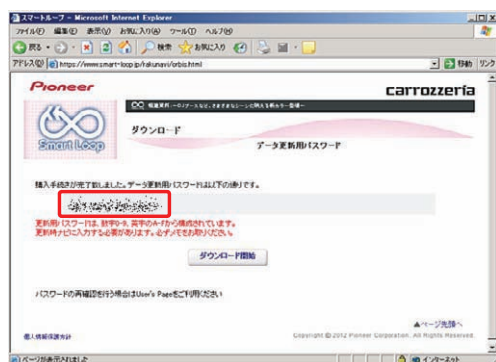 スマートループ - Microsoft Internet Explorer
ファイル(F) 編集(E) 表示(V) お気に入り(A) ツール(T) ヘルプ(H)
戻る 検索 お気に入り
アドレス(D) https://www.smart-loop.jp/rakunavi/orbis.html 移動 リンク
Pioneer carrozzeria
Smart Loop
ダウンロード
データ更新用パスワード
購入手続きが完了致しました。データ更新用パスワードは以下の通りです。
更新用パスワードは、数字0-9、英字のA-Fから構成されています。
更新時ナビに入力する必要があります。必ずメモをお取りください。
ダウンロード開始
パスワードの再確認を行う場合はUser's Pageをご利用ください
▲ページ先頭へ
個人情報保護方針 Copyright © 2012 Pioneer Corporation. All Rights Reserved.
ページが表示されました インターネット